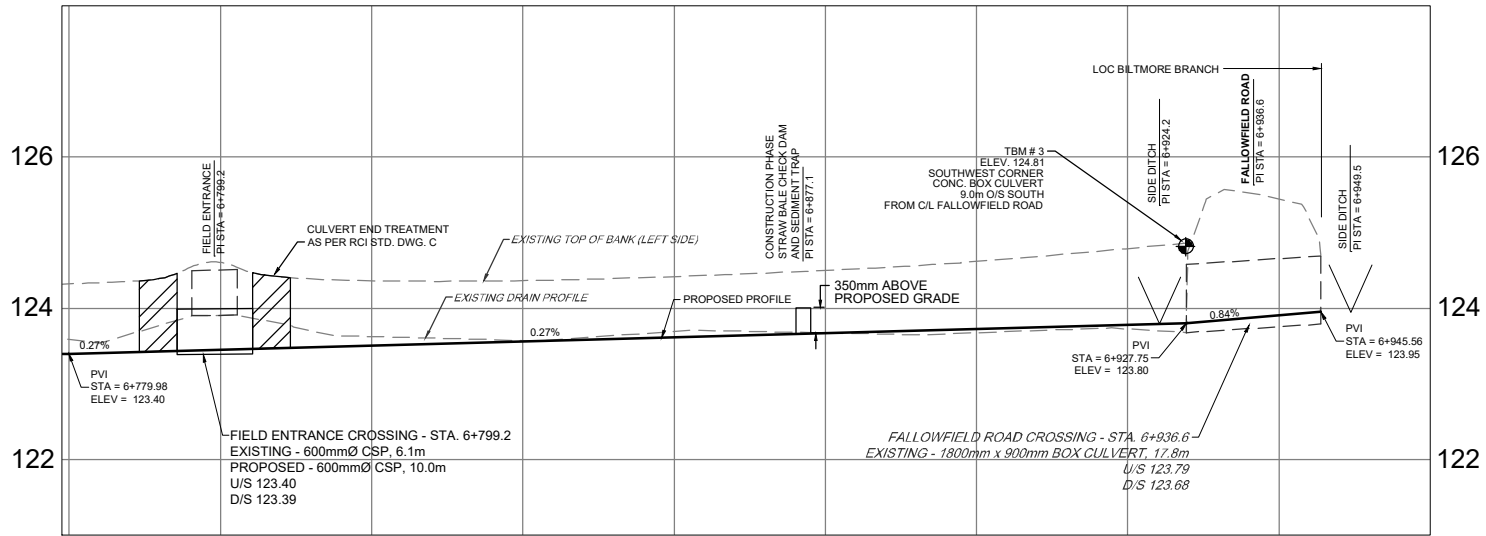 126
124
122
126
124
122
0.27%
PVI
STA = 6+779.98
ELEV = 123.40
FIELD ENTRANCE
PI STA = 6+799.2
CULVERT END TREATMENT
AS PER RCI STD. DWG. C
FIELD ENTRANCE CROSSING - STA. 6+799.2
EXISTING - 600mmØ CSP, 6.1m
PROPOSED - 600mmØ CSP, 10.0m
U/S 123.40
D/S 123.39
EXISTING TOP OF BANK (LEFT SIDE)
EXISTING DRAIN PROFILE
0.27%
PROPOSED PROFILE
CONSTRUCTION PHASE
STRAW BALE CHECK DAM
AND SEDIMENT TRAP
PI STA = 6+877.1
350mm ABOVE
PROPOSED GRADE
TBM # 3
ELEV. 124.81
SOUTHWEST CORNER
CONC. BOX CULVERT
9.0m O/S SOUTH
FROM C/L FALLOWFIELD ROAD
LOC BILTMORE BRANCH
SIDE DITCH
PI STA = 6+924.2
FALLOWFIELD ROAD
PI STA = 6+936.6
SIDE DITCH
PI STA = 6+949.5
0.84%
PVI
STA = 6+927.75
ELEV = 123.80
PVI
STA = 6+945.56
ELEV = 123.95
FALLOWFIELD ROAD CROSSING - STA. 6+936.6
EXISTING - 1800mm x 900mm BOX CULVERT, 17.8m
U/S 123.79
D/S 123.68